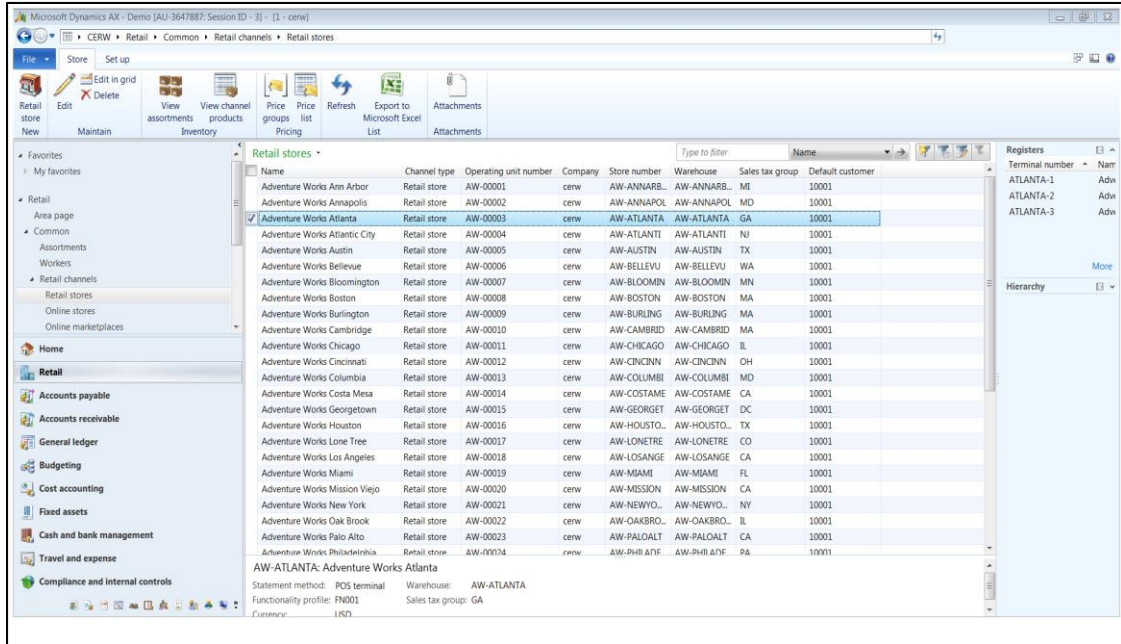 Microsoft Dynamics AX - Demo [AU-3647887: Session ID - 3] - [1 - cerw]
CERW ▸ Retail ▸ Common ▸ Retail channels ▸ Retail stores
File Store Set up
Retail store Edit Edit in grid Delete View assortments View channel products Price groups Price list Refresh Export to Microsoft Excel Attachments
New Maintain Inventory Pricing List Attachments
Favorites
My favorites
Retail
Area page
Common
Assortments
Workers
Retail channels
Retail stores
Online stores
Online marketplaces
Home
Retail
Accounts payable
Accounts receivable
General ledger
Budgeting
Cost accounting
Fixed assets
Cash and bank management
Travel and expense
Compliance and internal controls
Retail stores Type to filter Name
Name Channel type Operating unit number Company Store number Warehouse Sales tax group Default customer
Adventure Works Ann Arbor Retail store AW-00001 cerw AW-ANNARB... AW-ANNARB... MI 10001
Adventure Works Annapolis Retail store AW-00002 cerw AW-ANNAPOL AW-ANNAPOL MD 10001
Adventure Works Atlanta Retail store AW-00003 cerw AW-ATLANTA AW-ATLANTA GA 10001
Adventure Works Atlantic City Retail store AW-00004 cerw AW-ATLANTI AW-ATLANTI NJ 10001
Adventure Works Austin Retail store AW-00005 cerw AW-AUSTIN AW-AUSTIN TX 10001
Adventure Works Bellevue Retail store AW-00006 cerw AW-BELLEVU AW-BELLEVU WA 10001
Adventure Works Bloomington Retail store AW-00007 cerw AW-BLOOMIN AW-BLOOMIN MN 10001
Adventure Works Boston Retail store AW-00008 cerw AW-BOSTON AW-BOSTON MA 10001
Adventure Works Burlington Retail store AW-00009 cerw AW-BURLING AW-BURLING MA 10001
Adventure Works Cambridge Retail store AW-00010 cerw AW-CAMBRID AW-CAMBRID MA 10001
Adventure Works Chicago Retail store AW-00011 cerw AW-CHICAGO AW-CHICAGO IL 10001
Adventure Works Cincinnati Retail store AW-00012 cerw AW-CINCINN AW-CINCINN OH 10001
Adventure Works Columbia Retail store AW-00013 cerw AW-COLUMBI AW-COLUMBI MD 10001
Adventure Works Costa Mesa Retail store AW-00014 cerw AW-COSTAME AW-COSTAME CA 10001
Adventure Works Georgetown Retail store AW-00015 cerw AW-GEORGET AW-GEORGET DC 10001
Adventure Works Houston Retail store AW-00016 cerw AW-HOUSTO... AW-HOUSTO... TX 10001
Adventure Works Lone Tree Retail store AW-00017 cerw AW-LONETRE AW-LONETRE CO 10001
Adventure Works Los Angeles Retail store AW-00018 cerw AW-LOSANGE AW-LOSANGE CA 10001
Adventure Works Miami Retail store AW-00019 cerw AW-MIAMI AW-MIAMI FL 10001
Adventure Works Mission Viejo Retail store AW-00020 cerw AW-MISSION AW-MISSION CA 10001
Adventure Works New York Retail store AW-00021 cerw AW-NEWYO... AW-NEWYO... NY 10001
Adventure Works Oak Brook Retail store AW-00022 cerw AW-OAKBRO... AW-OAKBRO... IL 10001
Adventure Works Palo Alto Retail store AW-00023 cerw AW-PALOALT AW-PALOALT CA 10001
Adventure Works Philadelphia Retail store AW-00024 cerw AW-PHILADE AW-PHILADE PA 10001
AW-ATLANTA: Adventure Works Atlanta
Statement method: POS terminal Warehouse: AW-ATLANTA
Functionality profile: FN001 Sales tax group: GA
Currency: USD
Registers
Terminal number Nam
ATLANTA-1 Adve
ATLANTA-2 Adve
ATLANTA-3 Adve
More
Hierarchy